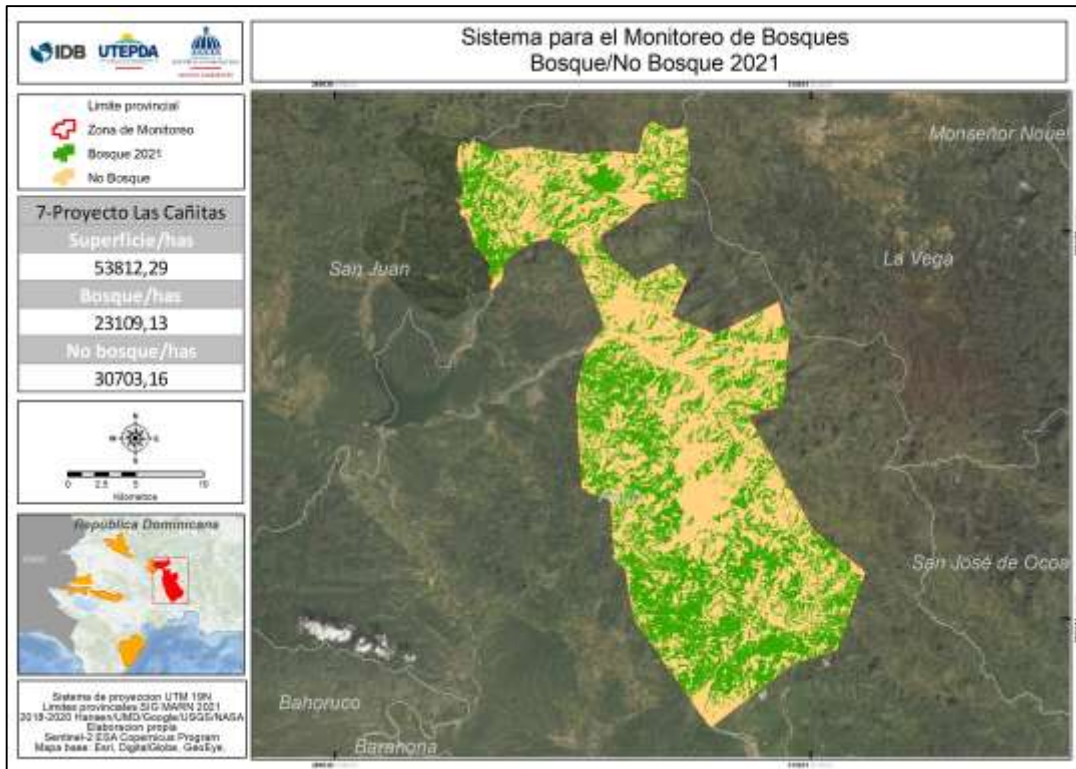 IDB
UTEPDA
Sistema para el Monitoreo de Bosques
Bosque/No Bosque 2021
Limite provincial
Zona de Monitoreo
Bosque 2021
No Bosque
7-Proyecto Las Cañitas
Superficie/has
53812,29
Bosque/has
23109,13
No bosque/has
30703,16
0 2,5 5 10
Kilometros
República Dominicana
Sistema de proyeccion UTM 19N
Limites provinciales SIG MARN 2021
2018-2020 Hansen/UMD/Google/USGS/NASA
Elaboracion propia
Sentinel-2 ESA Copernicus Program
Mapa base: Esri, DigitalGlobe, GeoEye,
Monseñor Nouel
La Vega
San Juan
San José de Ocoa
Bahoruco
Barahona